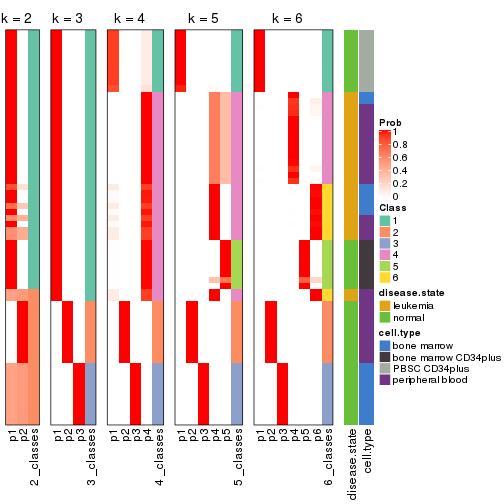 k = 2
k = 3
k = 4
k = 5
k = 6
Prob
1
0.8
0.6
0.4
0.2
0
Class
1
2
3
4
5
6
disease.state
leukemia
normal
cell.type
bone marrow
bone marrow CD34plus
PBSC CD34plus
peripheral blood
p1
p2
2_classes
p1
p2
p3
3_classes
p1
p2
p3
p4
4_classes
p1
p2
p3
p4
p5
5_classes
p1
p2
p3
p4
p5
p6
6_classes
disease.state
cell.type